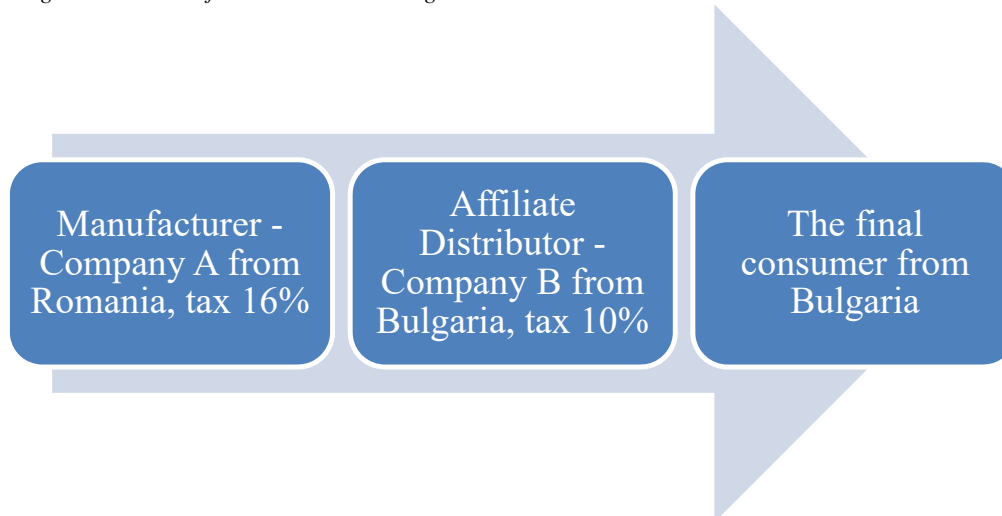 Manufacturer -
Company A from
Romania, tax 16%
Affiliate
Distributor -
Company B from
Bulgaria, tax 10%
The final
consumer from
Bulgaria